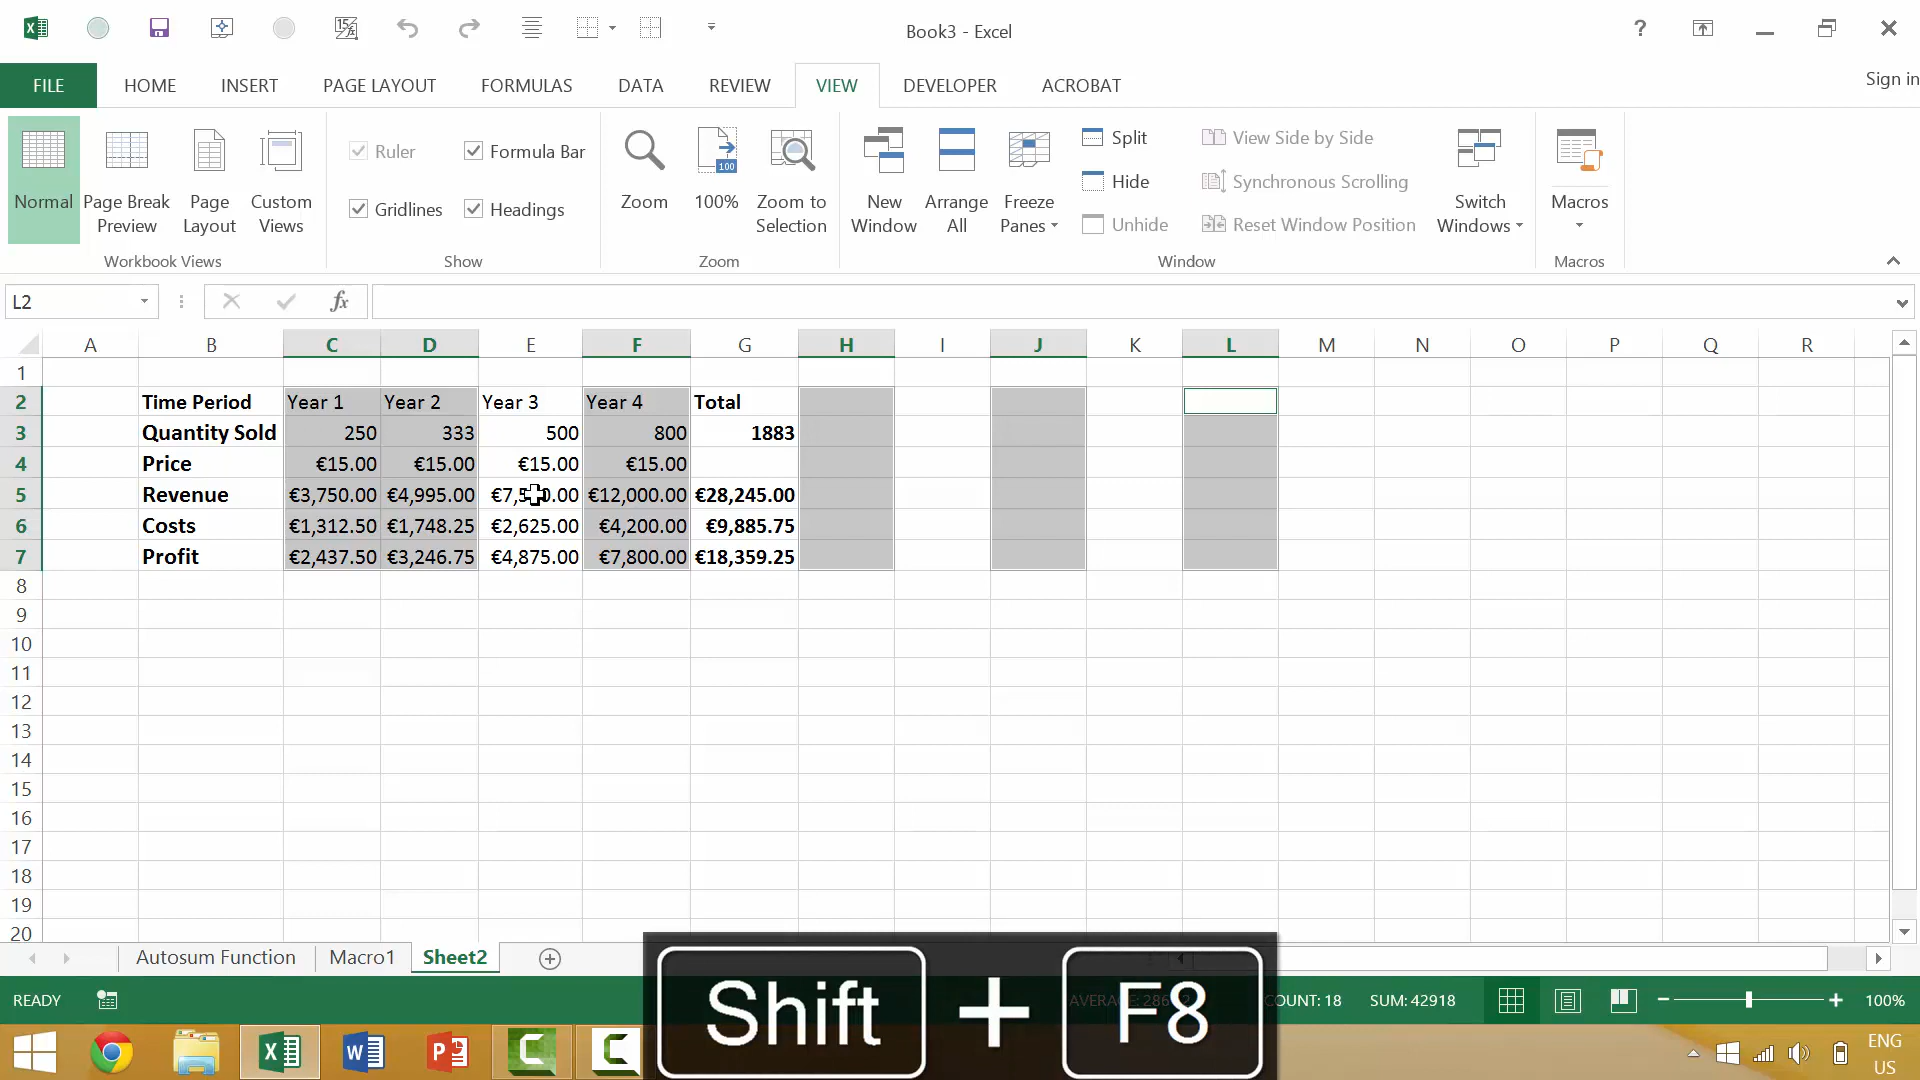 Book3 - Excel
?
FILE HOME INSERT PAGE LAYOUT FORMULAS DATA REVIEW VIEW DEVELOPER ACROBAT Sign in
Normal
Page Break Preview
Page Layout
Custom Views
Workbook Views
Ruler
Formula Bar
Gridlines
Headings
Show
Zoom
100%
Zoom to Selection
Zoom
New Window
Arrange All
Freeze Panes
Split
Hide
Unhide
View Side by Side
Synchronous Scrolling
Reset Window Position
Window
Switch Windows
Macros
Macros
L2
fx
A B C D E F G H I J K L M N O P Q R
1
2 Time Period Year 1 Year 2 Year 3 Year 4 Total
3 Quantity Sold 250 333 500 800 1883
4 Price €15.00 €15.00 €15.00 €15.00
5 Revenue €3,750.00 €4,995.00 €12,000.00 €28,245.00
6 Costs €1,312.50 €1,748.25 €2,625.00 €4,200.00 €9,885.75
7 Profit €2,437.50 €3,246.75 €4,875.00 €7,800.00 €18,359.25
8
9
10
11
12
13
14
15
16
17
18
19
20
Autosum Function Macro1 Sheet2
Shift + F8
READY COUNT: 18 SUM: 42918 100%
ENG
US